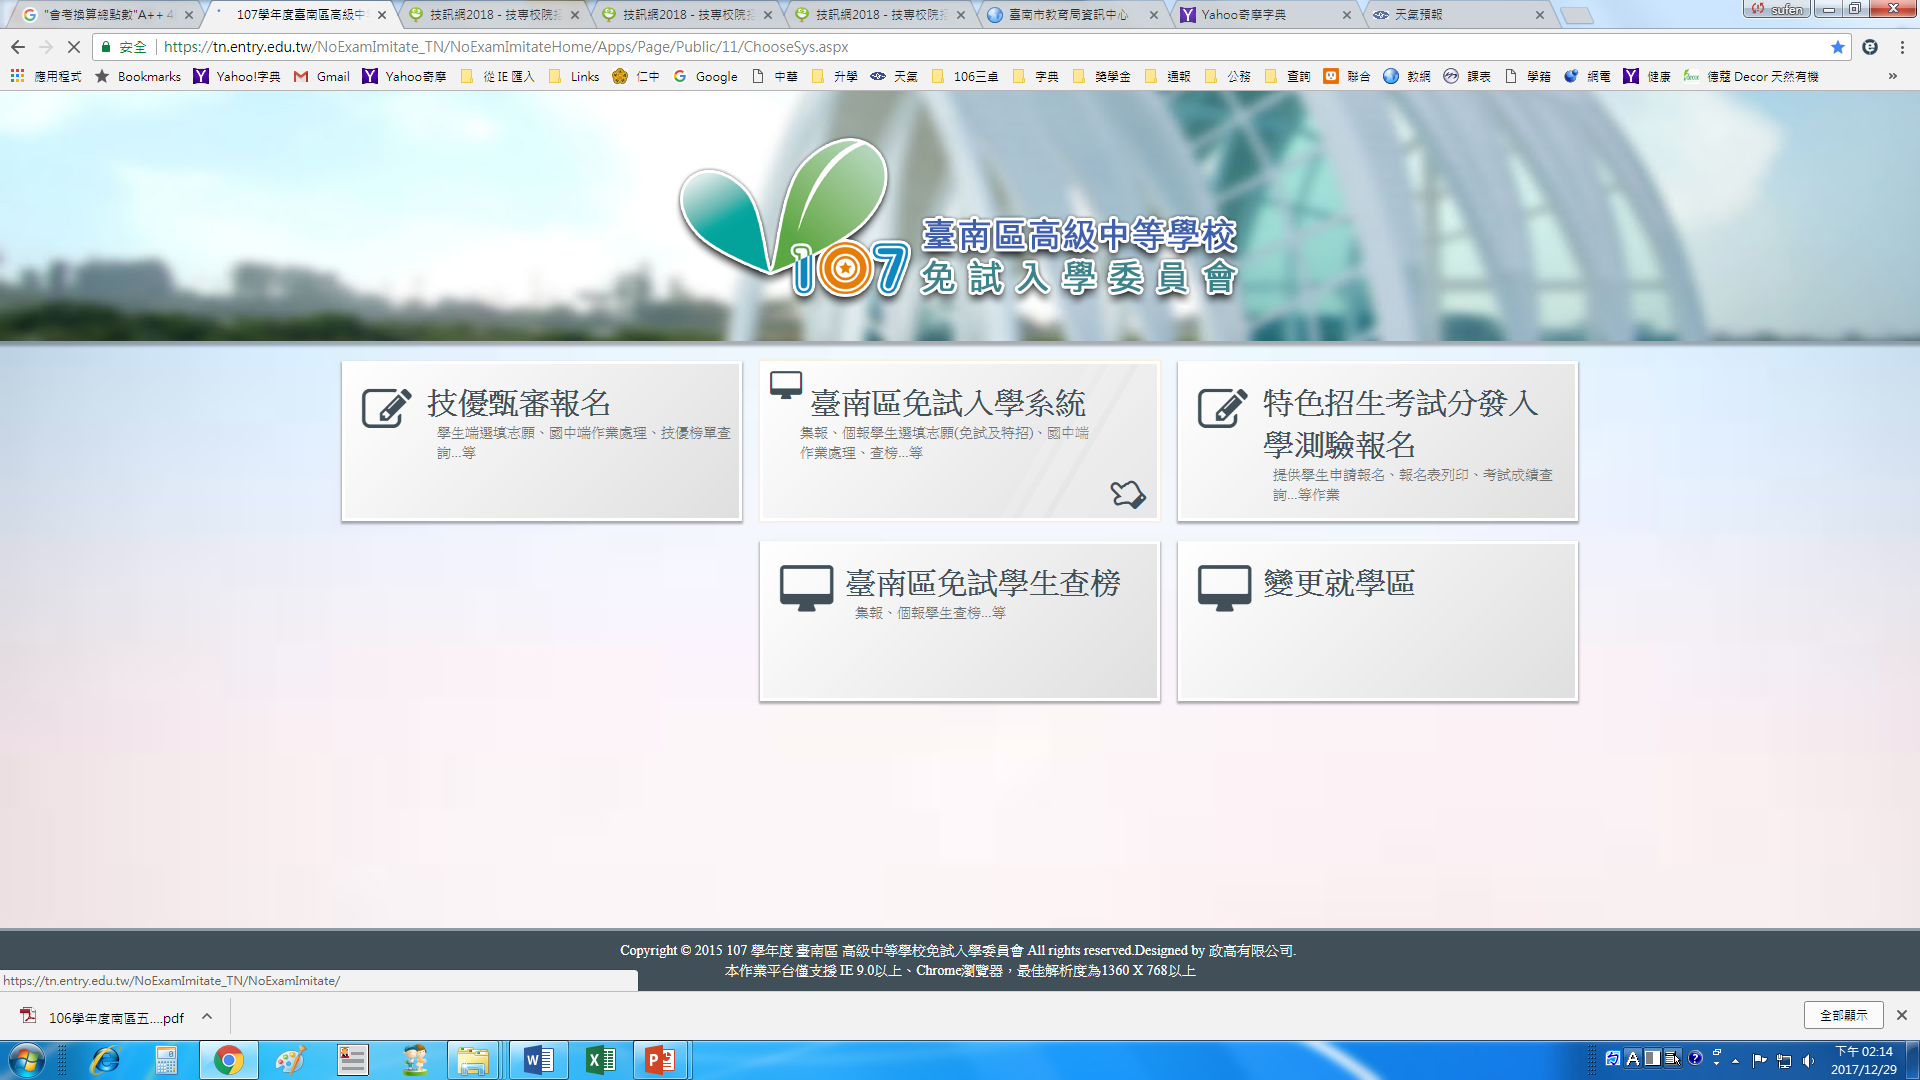 "會考換算總點數"A++ 4
107學年度臺南區高級中
技訊網2018 - 技專校院招
技訊網2018 - 技專校院招
技訊網2018 - 技專校院招
臺南市教育局資訊中心
Yahoo奇摩字典
天氣預報
sufen
安全
https://tn.entry.edu.tw/NoExamImitate_TN/NoExamImitateHome/Apps/Page/Public/11/ChooseSys.aspx
應用程式 Bookmarks Yahoo!字典 Gmail Yahoo奇摩 從 IE 匯入 Links 仁中 Google 中華 升學 天氣 106三卓 字典 獎學金 通報 公務 查詢 聯合 教網 課表 學籍 網電 健康 德蔻 Decor 天然有機 »
107
臺南區高級中等學校
免試入學委員會
技優甄審報名
學生端選填志願、國中端作業處理、技優榜單查
詢...等
臺南區免試入學系統
集報、個報學生選填志願(免試及特招)、國中端
作業處理、查榜...等
特色招生考試分發入
學測驗報名
提供學生申請報名、報名表列印、考試成績查
詢...等作業
臺南區免試學生查榜
集報、個報學生查榜...等
變更就學區
Copyright © 2015 107 學年度 臺南區 高級中等學校免試入學委員會 All rights reserved.Designed by 政高有限公司.
本作業平台僅支援 IE 9.0以上、Chrome瀏覽器，最佳解析度為1360 X 768以上
https://tn.entry.edu.tw/NoExamImitate_TN/NoExamImitate/
106學年度南區五....pdf
全部顯示
下午 02:14
2017/12/29